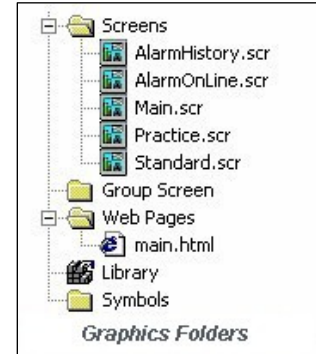 Screens
AlarmHistory.scr
AlarmOnLine.scr
Main.scr
Practice.scr
Standard.scr
Group Screen
Web Pages
main.html
Library
Symbols
Graphics Folders